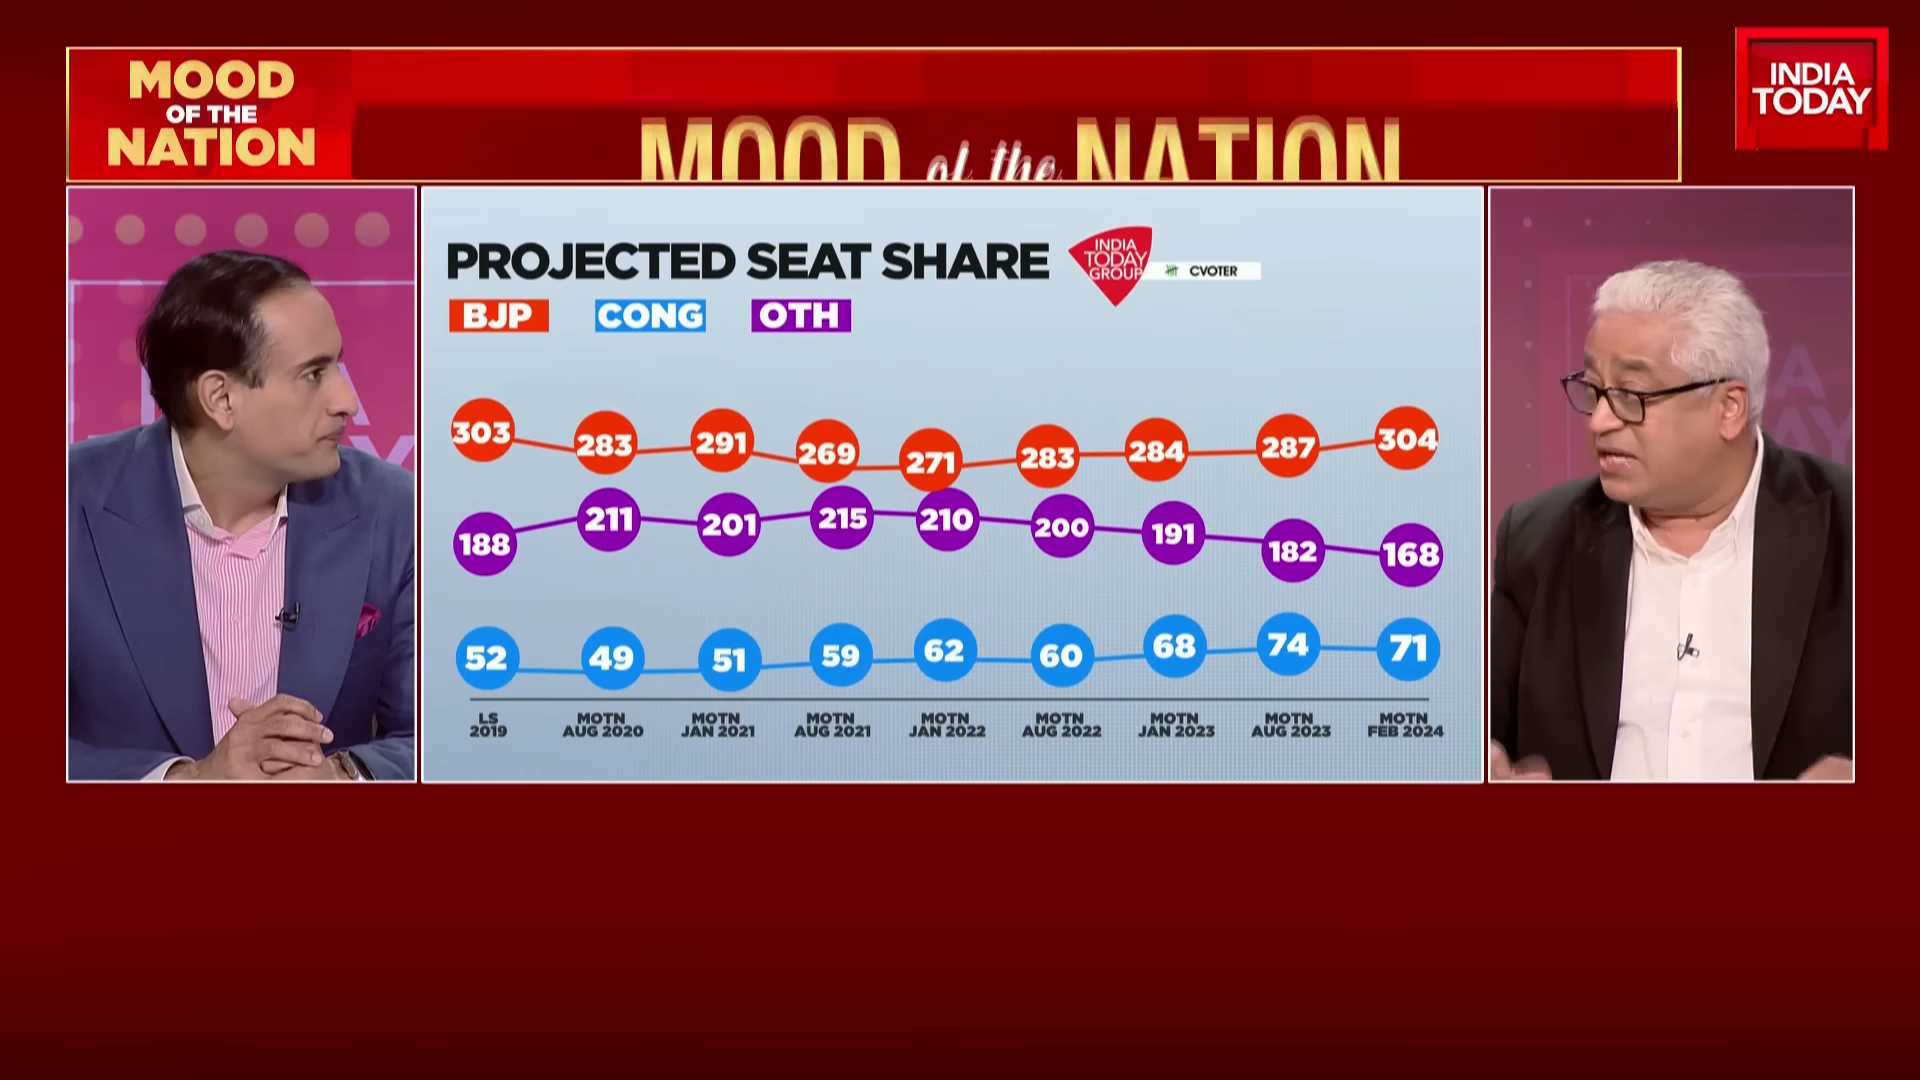 MOOD
OF THE
NATION
MOOD of the NATION
INDIA
TODAY
PROJECTED SEAT SHARE
INDIA
TODAY
GROUP
CVOTER
BJP CONG OTH
303 283 291 269 271 283 284 287 304
188 211 201 215 210 200 191 182 168
52 49 51 59 62 60 68 74 71
LS MOTN MOTN MOTN MOTN MOTN MOTN MOTN MOTN
2019 AUG 2020 JAN 2021 AUG 2021 JAN 2022 AUG 2022 JAN 2023 AUG 2023 FEB 2024